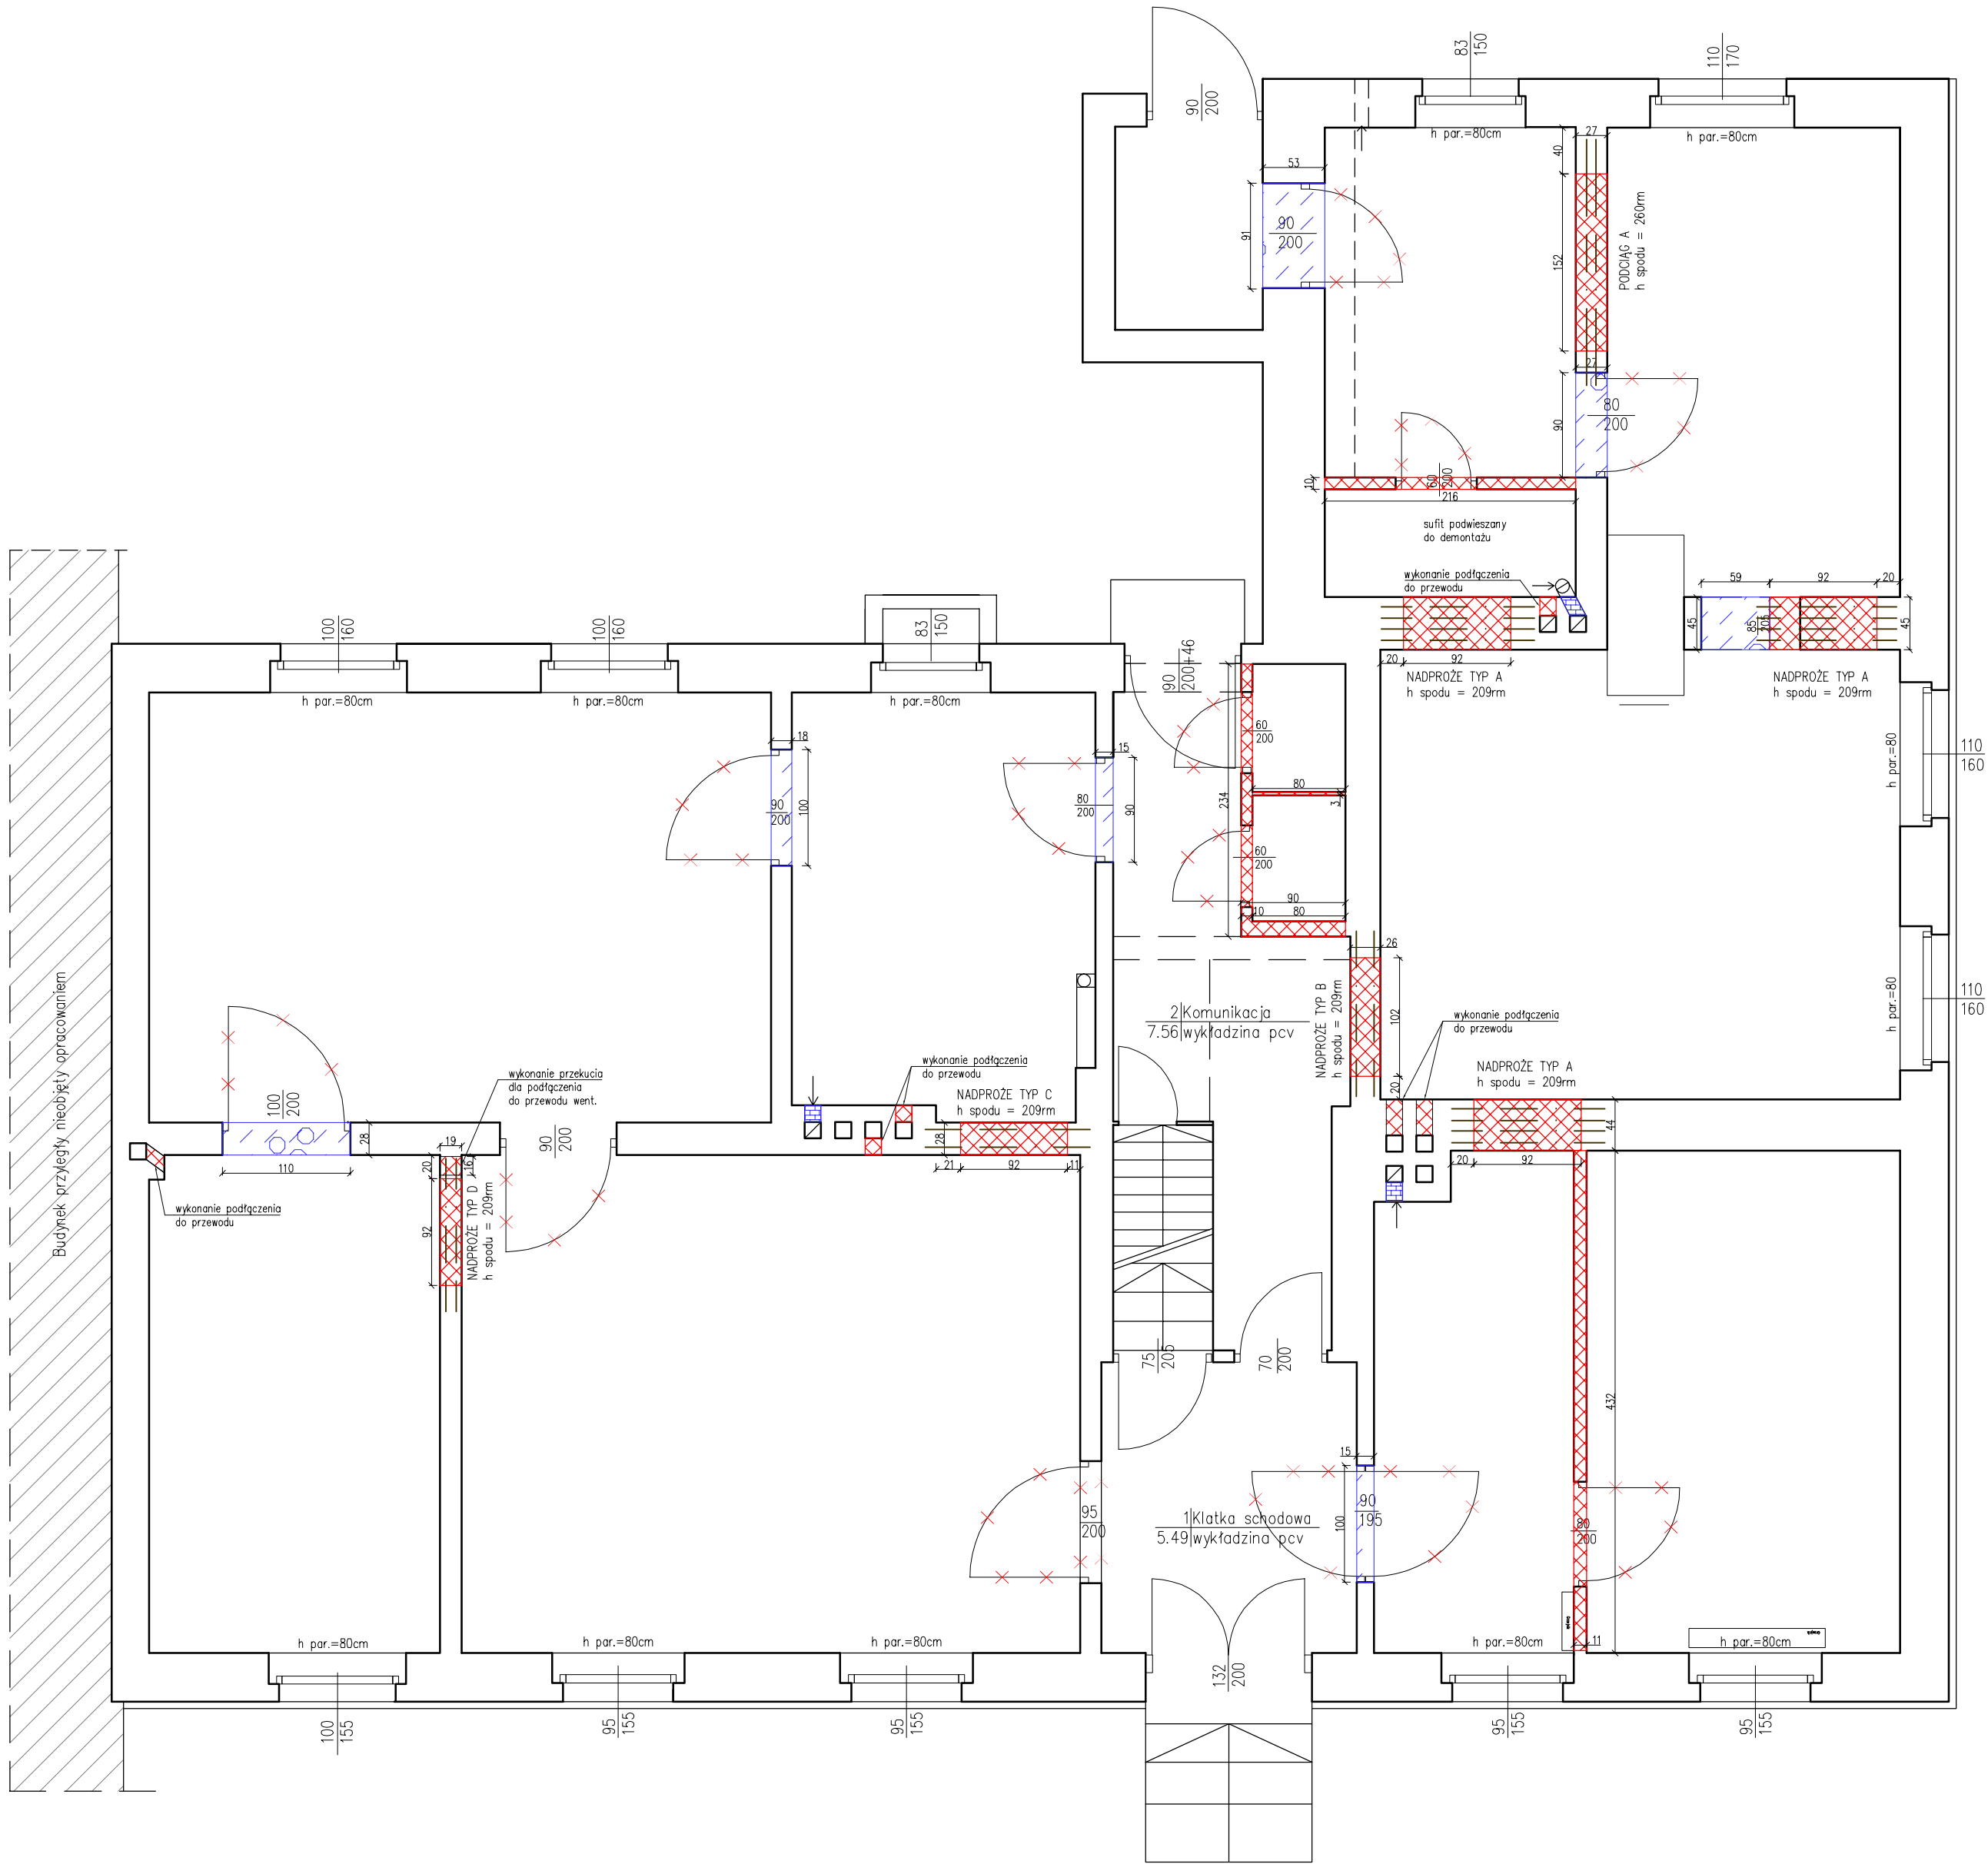 83
150
110
170
90
200
h par.=80cm
h par.=80cm
27
40
53
91
90
200
152
PODCIĄG A
h spodu = 260rm
27
80
200
90
10
60
200
216
sufit podwieszany
do demontażu
wykonanie podłączenia
do przewodu
59
92
20
45
85
205
45
20
92
NADPROŻE TYP A
h spodu = 209rm
NADPROŻE TYP A
h spodu = 209rm
100
160
100
160
83
150
90
200+46
h par.=80cm
h par.=80cm
h par.=80cm
18
15
60
200
h par.=80
110
160
90
200
100
80
200
90
234
80
3
60
200
90
10
80
26
Budynek przyległy nieobjęty opracowaniem
2 Komunikacja
7.56 wykładzina pcv
NADPROŻE TYP B
h spodu = 209rm
102
20
wykonanie podłączenia
do przewodu
h par.=80
110
160
wykonanie przekucia
dla podłączenia
do przewodu went.
wykonanie podłączenia
do przewodu
NADPROŻE TYP C
h spodu = 209rm
NADPROŻE TYP A
h spodu = 209rm
100
200
28
110
19
20
16
90
200
28
21
92
11
44
20
92
wykonanie podłączenia
do przewodu
92
NADPROŻE TYP D
h spodu = 209rm
75
205
70
200
432
15
95
200
1 Klatka schodowa
5.49 wykładzina pcv
100
90
195
80
200
h par.=80cm
h par.=80cm
h par.=80cm
h par.=80cm
11
h par.=80cm
132
200
100
155
95
155
95
155
95
155
95
155